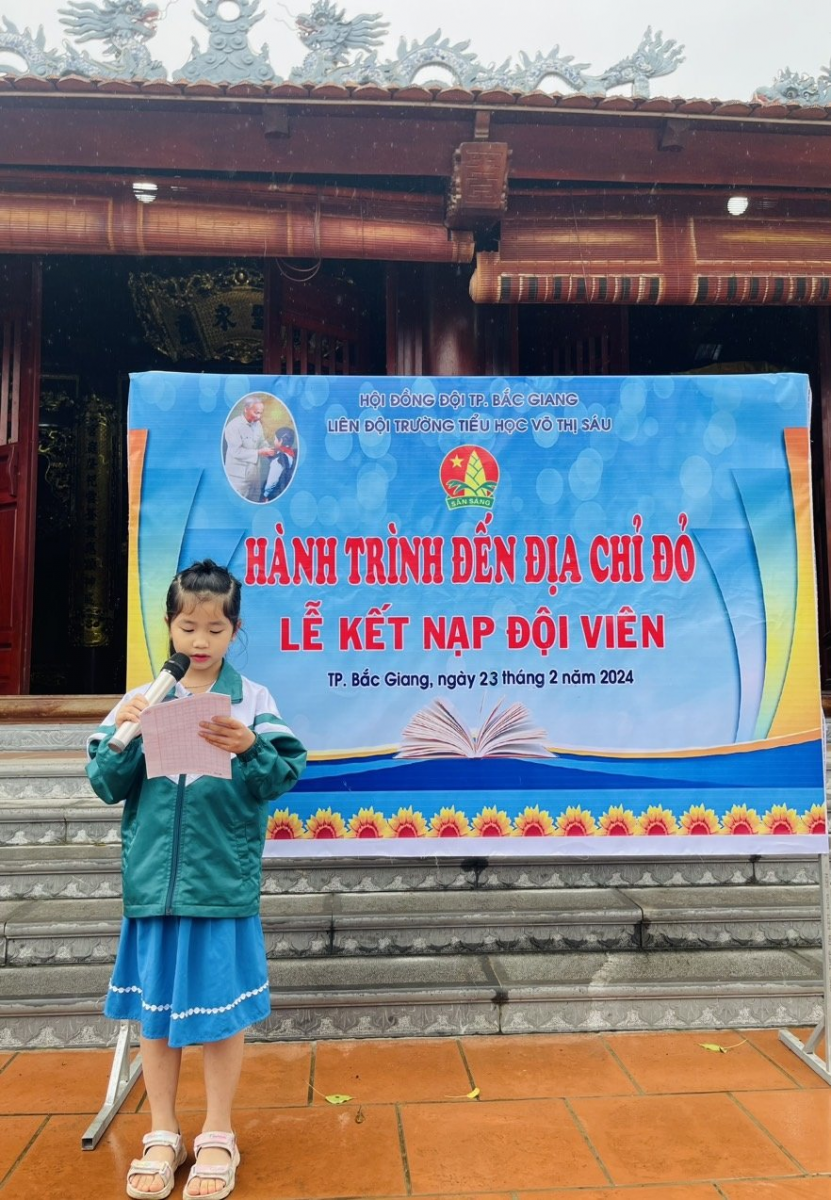 HỘI ĐỒNG ĐỘI TP. BẮC GIANG
LIÊN ĐỘI TRƯỜNG TIỂU HỌC VÕ THỊ SÁU
SẴN SÀNG
HÀNH TRÌNH ĐẾN ĐỊA CHỈ ĐỎ
LỄ KẾT NẠP ĐỘI VIÊN
TP. Bắc Giang, ngày 23 tháng 2 năm 2024